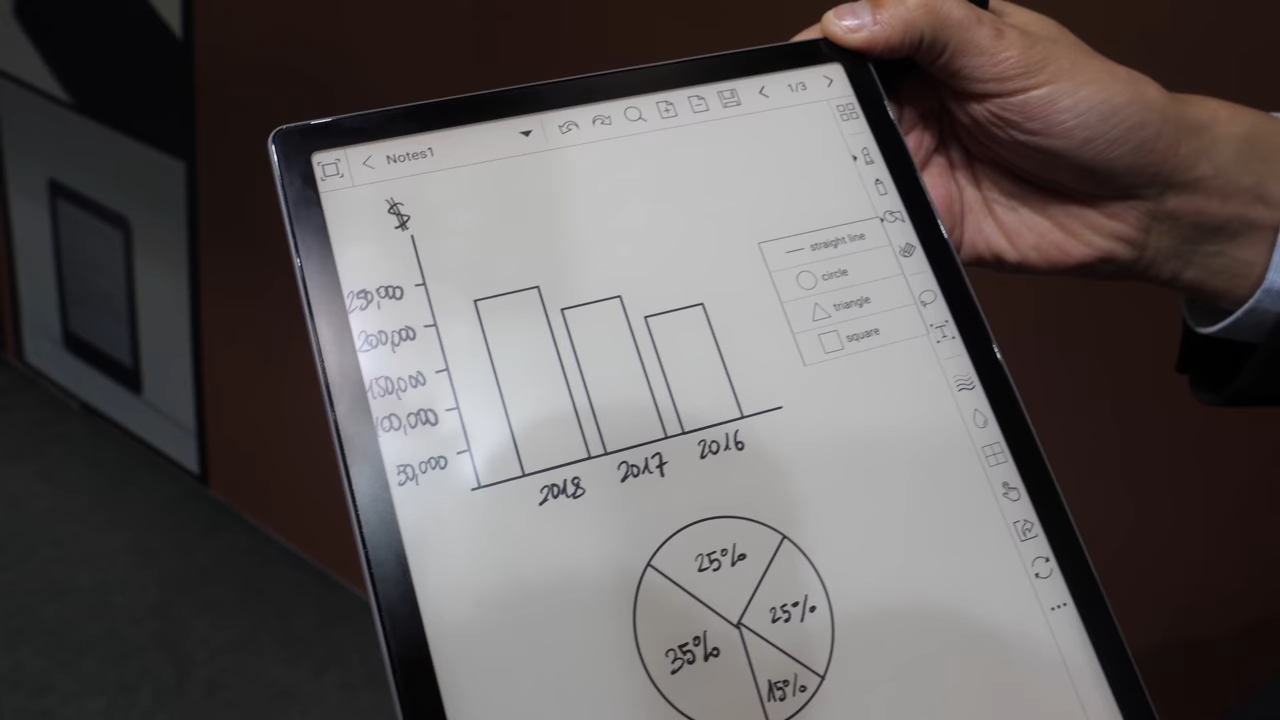 Notes1
1/3
$
250,000
200,000
150,000
100,000
50,000
2018 2017 2016
straight line
circle
triangle
square
T
25%
25%
35%
15%